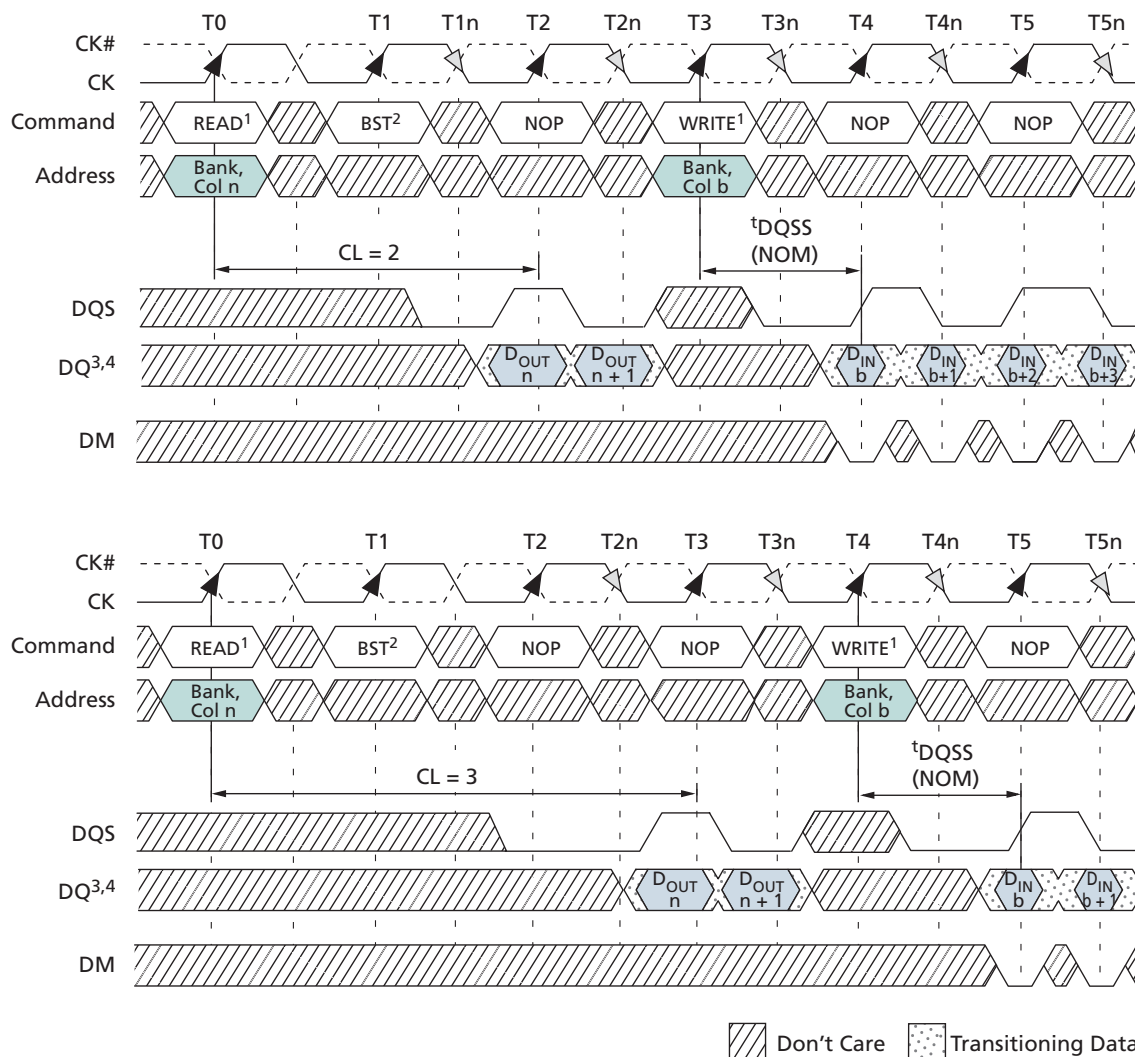 T0 T1 T1n T2 T2n T3 T3n T4 T4n T5 T5n
CK#
CK
Command READ1 BST2 NOP WRITE1 NOP NOP
Address Bank, Col n Bank, Col b
CL = 2
tDQSS
(NOM)
DQS
DQ3,4 DOUT n DOUT n + 1 DIN b DIN b+1 DIN b+2 DIN b+3
DM
T0 T1 T2 T2n T3 T3n T4 T4n T5 T5n
CK#
CK
Command READ1 BST2 NOP NOP WRITE1 NOP
Address Bank, Col n Bank, Col b
CL = 3
tDQSS
(NOM)
DQS
DQ3,4 DOUT n DOUT n + 1 DIN b DIN b + 1
DM
Don't Care Transitioning Data